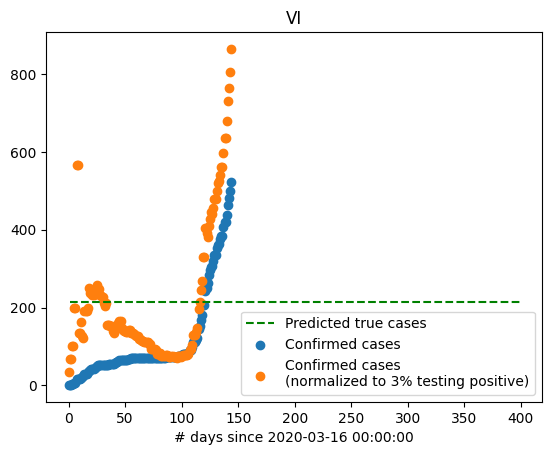 VI
800
600
400
200
0
Predicted true cases
Confirmed cases
Confirmed cases
(normalized to 3% testing positive)
0 50 100 150 200 250 300 350 400
# days since 2020-03-16 00:00:00